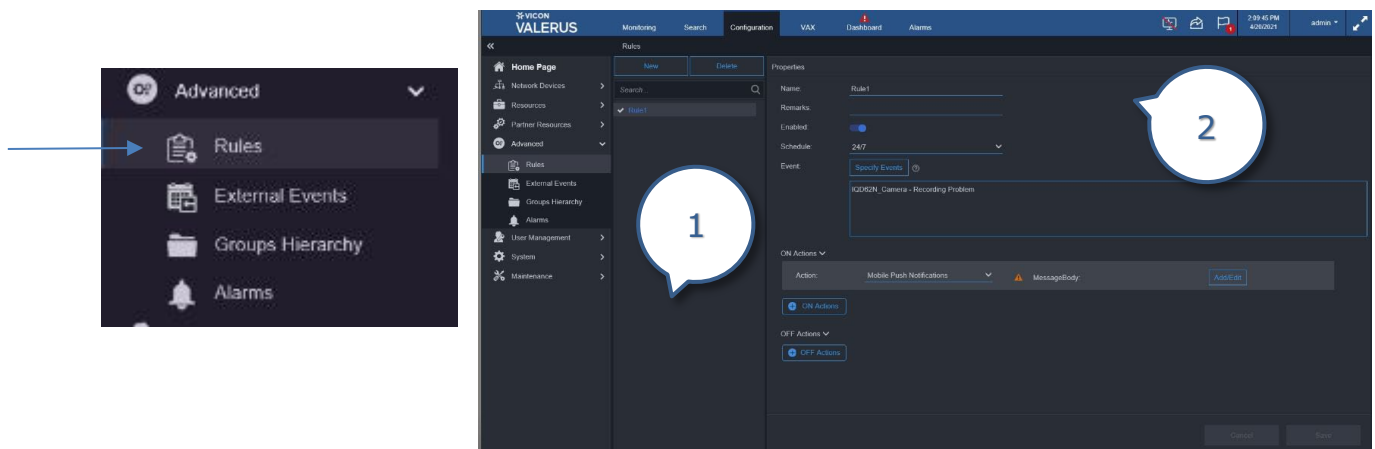 Advanced
Rules
External Events
Groups Hierarchy
Alarms
VICON
VALERUS
Monitoring
Search
Configuration
VAX
Dashboard
Alarms
1
2:09:45 PM
4/20/2021
admin
Rules
Home Page
Network Devices
Resources
Partner Resources
Advanced
Rules
External Events
Groups Hierarchy
Alarms
User Management
System
Maintenance
New
Delete
Search...
Rule1
1
Properties
Name:
Rule1
Remarks:
Enabled:
Schedule:
24/7
Event:
Specify Events
IQD62N_Camera - Recording Problem
2
ON Actions
Action:
Mobile Push Notifications
MessageBody:
Add/Edit
ON Actions
OFF Actions
OFF Actions
Cancel
Save